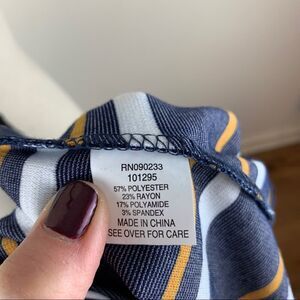 RN090233
101295
57% POLYESTER
23% RAYON
17% POLYAMIDE
3% SPANDEX
MADE IN CHINA
SEE OVER FOR CARE